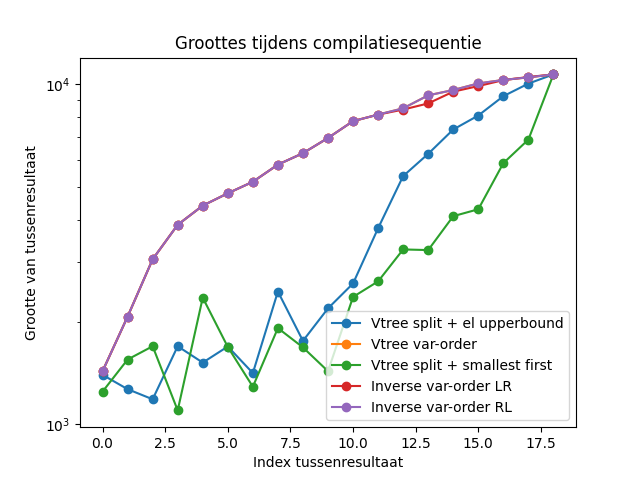 Groottes tijdens compilatiesequentie
Grootte van tussenresultaat
10⁴
10³
Vtree split + el upperbound
Vtree var-order
Vtree split + smallest first
Inverse var-order LR
Inverse var-order RL
0.0 2.5 5.0 7.5 10.0 12.5 15.0 17.5
Index tussenresultaat